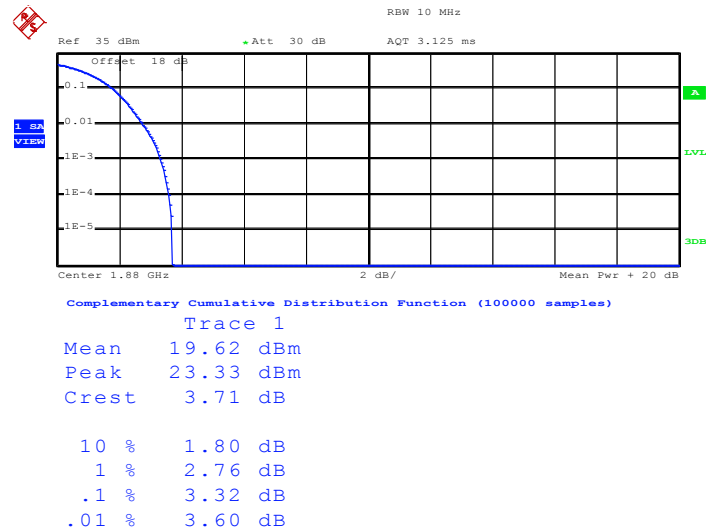 R&S
RBW 10 MHz
Ref 35 dBm * Att 30 dB AQT 3.125 ms
Offset 18 dB
0.1
A
0.01
1 SA
VIEW
1E-3
LVL
1E-4
1E-5
3DB
Center 1.88 GHz 2 dB/ Mean Pwr + 20 dB
Complementary Cumulative Distribution Function (100000 samples)
Trace 1
Mean 19.62 dBm
Peak 23.33 dBm
Crest 3.71 dB
10 % 1.80 dB
1 % 2.76 dB
.1 % 3.32 dB
.01 % 3.60 dB